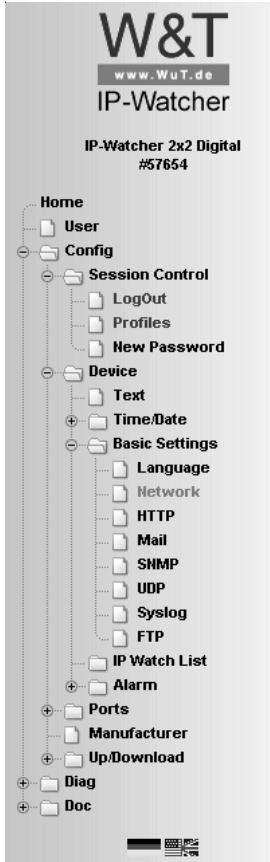 W&T
www.WuT.de
IP-Watcher
IP-Watcher 2x2 Digital
#57654
Home
User
Config
Session Control
LogOut
Profiles
New Password
Device
Text
Time/Date
Basic Settings
Language
Network
HTTP
Mail
SNMP
UDP
Syslog
FTP
IP Watch List
Alarm
Ports
Manufacturer
Up/Download
Diag
Doc